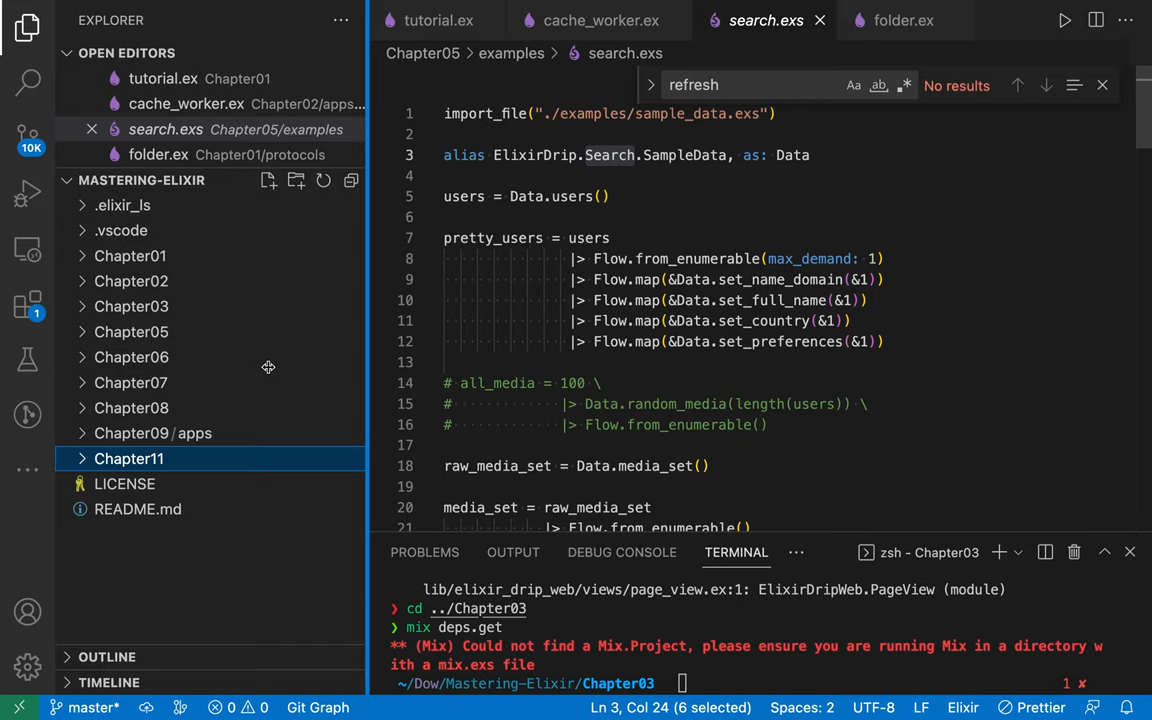 EXPLORER
OPEN EDITORS
tutorial.ex Chapter01
cache_worker.ex Chapter02/apps...
search.exs Chapter05/examples
folder.ex Chapter01/protocols
MASTERING-ELIXIR
.elixir_ls
.vscode
Chapter01
Chapter02
Chapter03
Chapter05
Chapter06
Chapter07
Chapter08
Chapter09/apps
Chapter11
LICENSE
README.md
OUTLINE
TIMELINE
10K
1
tutorial.ex cache_worker.ex search.exs folder.ex
Chapter05 > examples > search.exs
refresh Aa ab No results
1 import_file("./examples/sample_data.exs")
2
3 alias ElixirDrip.Search.SampleData, as: Data
4
5 users = Data.users()
6
7 pretty_users = users
8 |> Flow.from_enumerable(max_demand: 1)
9 |> Flow.map(&Data.set_name_domain(&1))
10 |> Flow.map(&Data.set_full_name(&1))
11 |> Flow.map(&Data.set_country(&1))
12 |> Flow.map(&Data.set_preferences(&1))
13
14 # all_media = 100 \
15 # |> Data.random_media(length(users)) \
16 # |> Flow.from_enumerable()
17
18 raw_media_set = Data.media_set()
19
20 media_set = raw_media_set
21 |> Flow.from_enumerable()
PROBLEMS OUTPUT DEBUG CONSOLE TERMINAL zsh - Chapter03
lib/elixir_drip_web/views/page_view.ex:1: ElixirDripWeb.PageView (module)
❯ cd ../Chapter03
❯ mix deps.get
** (Mix) Could not find a Mix.Project, please ensure you are running Mix in a directory w
ith a mix.exs file
~/Dow/Mastering-Elixir/Chapter03 1 ✘
master* 0 0 Git Graph Ln 3, Col 24 (6 selected) Spaces: 2 UTF-8 LF Elixir Prettier